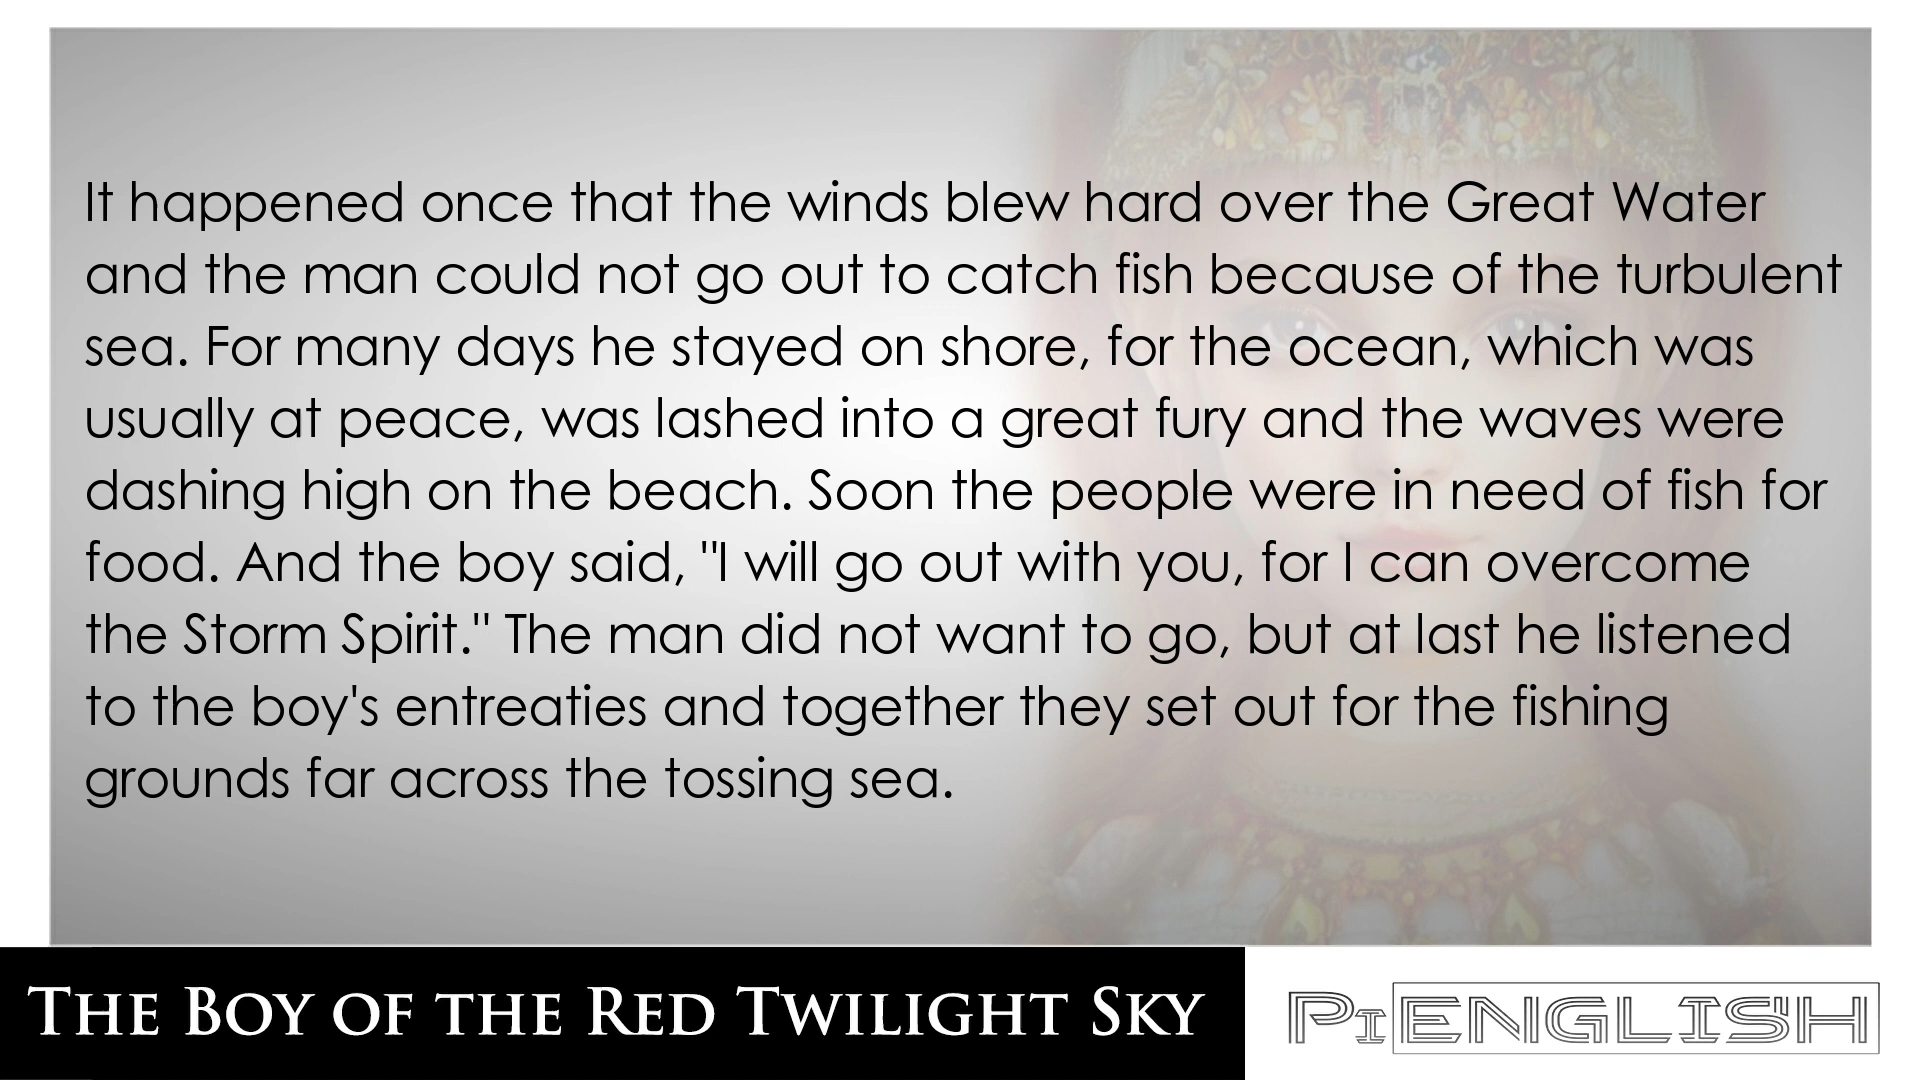 It happened once that the winds blew hard over the Great Water
and the man could not go out to catch fish because of the turbulent
sea. For many days he stayed on shore, for the ocean, which was
usually at peace, was lashed into a great fury and the waves were
dashing high on the beach. Soon the people were in need of fish for
food. And the boy said, "I will go out with you, for I can overcome
the Storm Spirit." The man did not want to go, but at last he listened
to the boy's entreaties and together they set out for the fishing
grounds far across the tossing sea.
The Boy of the Red Twilight Sky
PiENGLISH